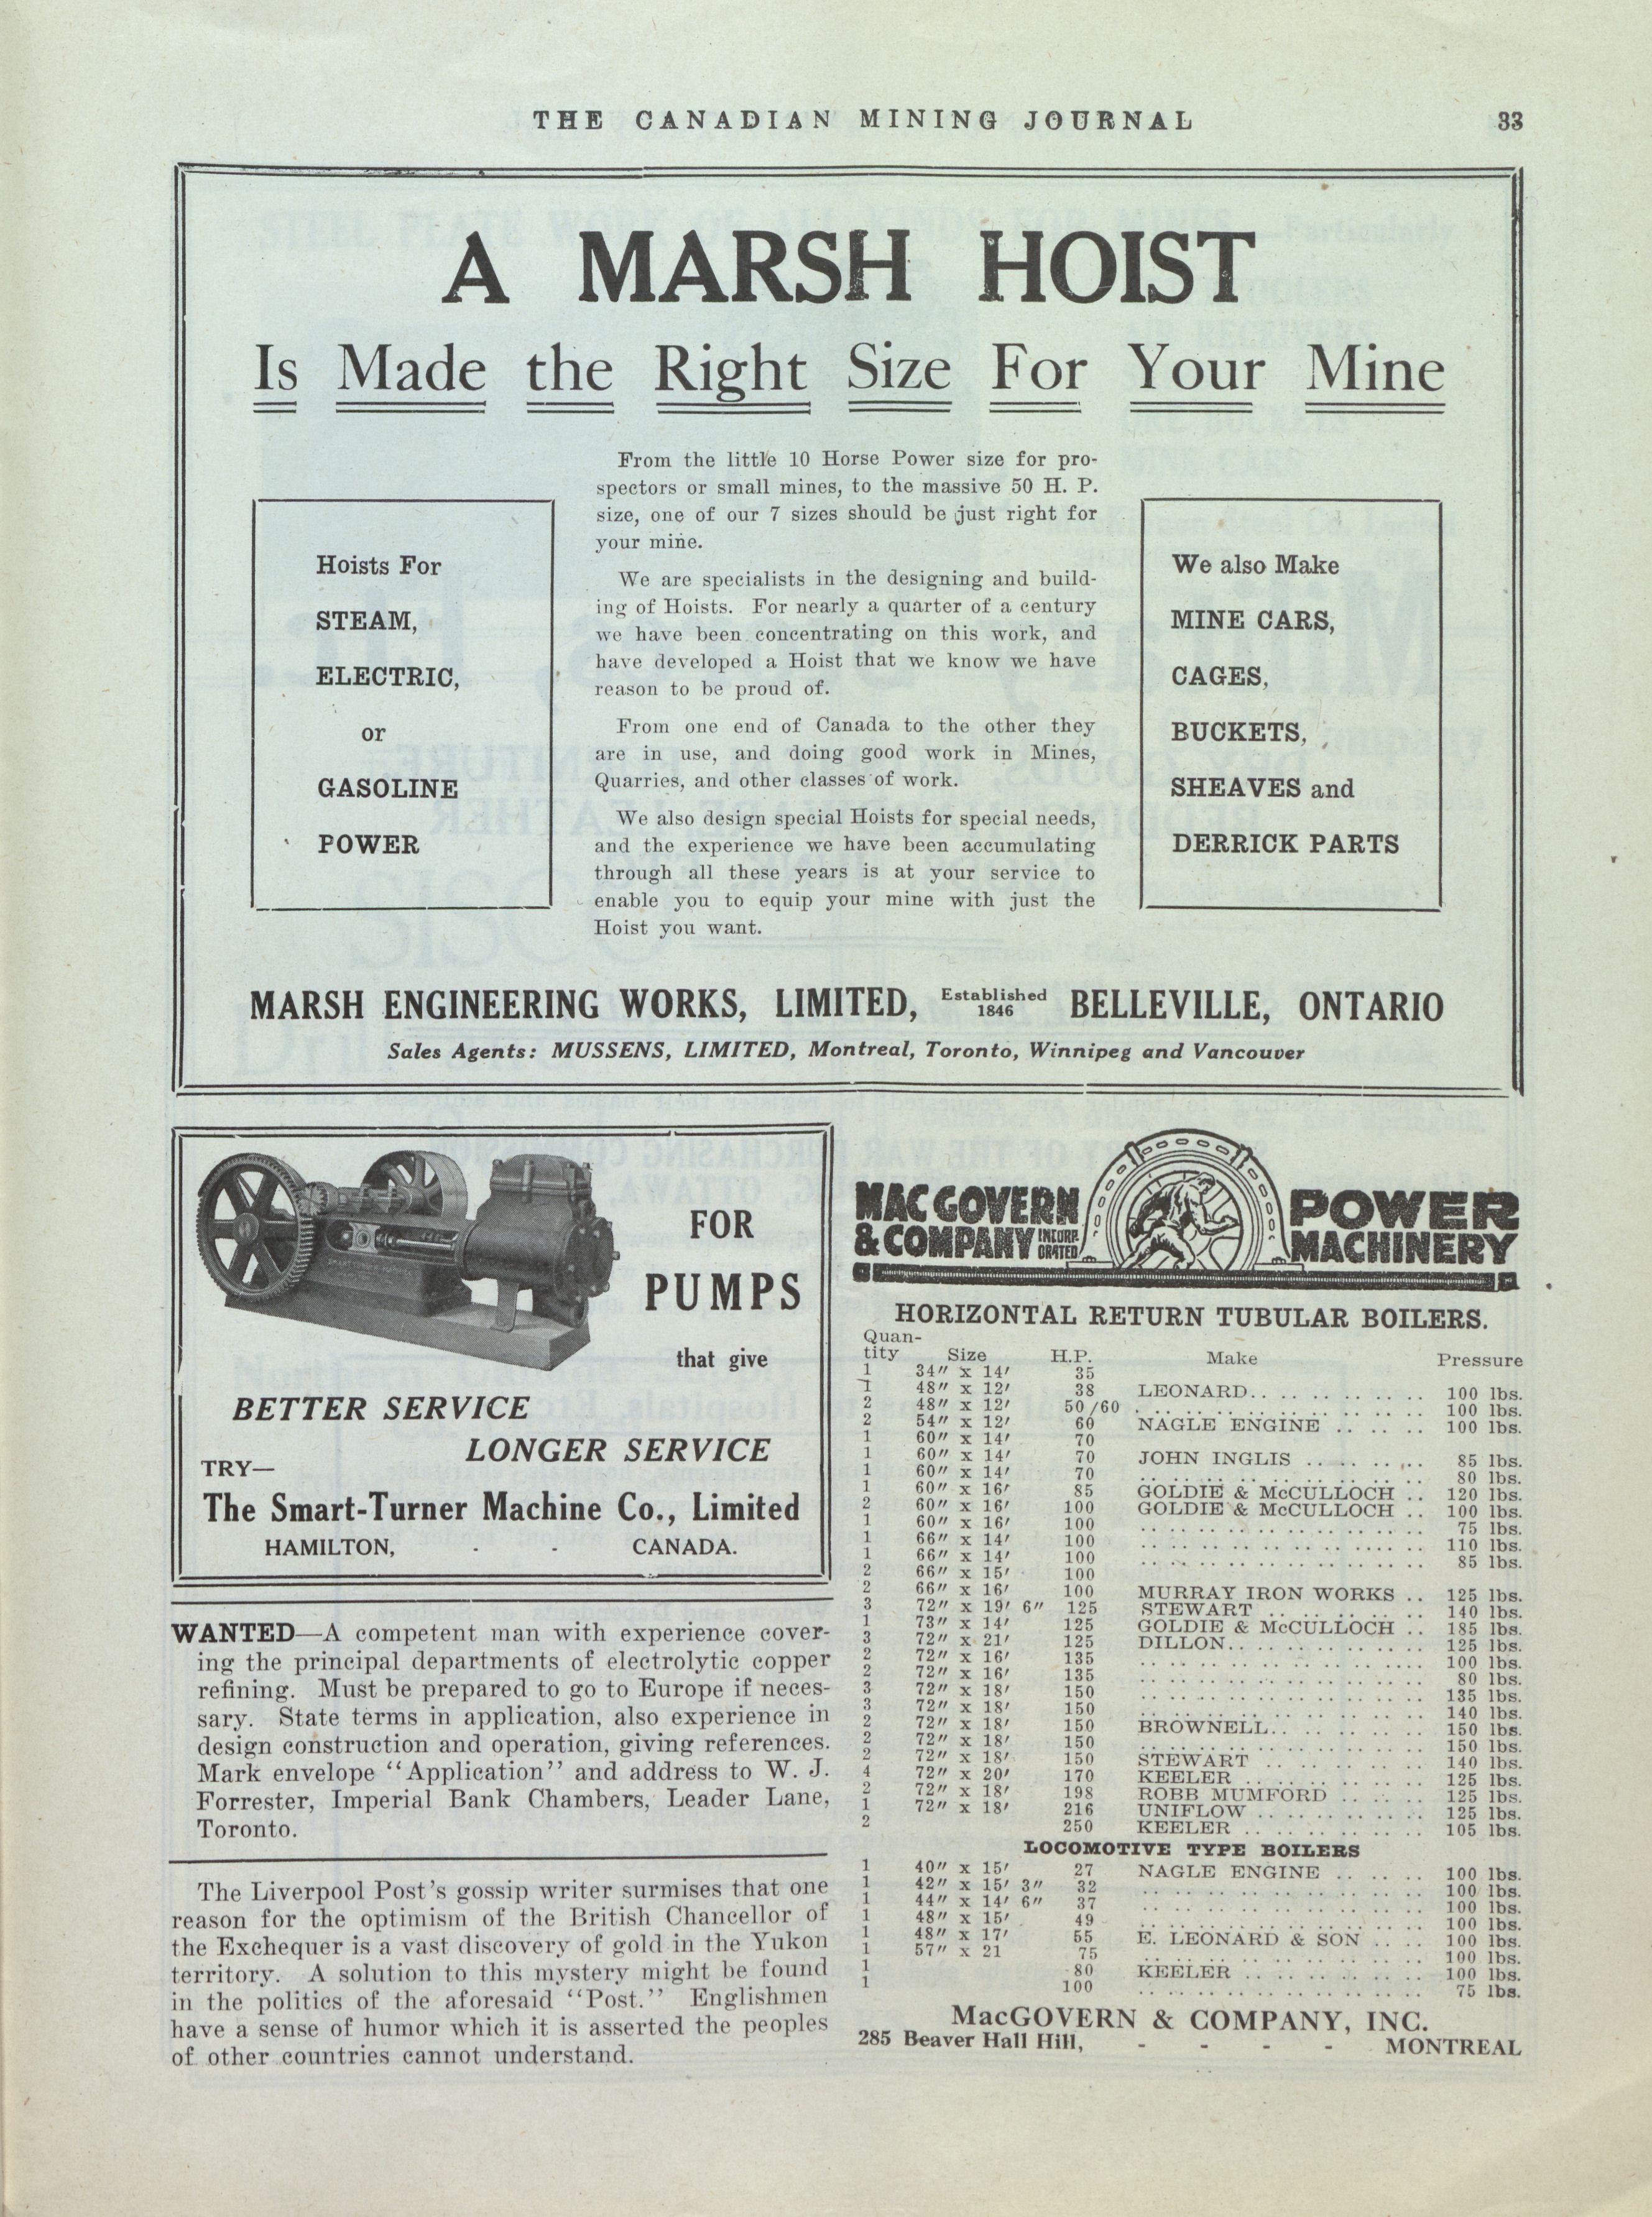 THE CANADIAN MINING JOURNAL 33
A MARSH HOIST
Is Made the Right Size For Your Mine
Hoists For
STEAM,
ELECTRIC,
or
GASOLINE
POWER
From the little 10 Horse Power size for pro-
spectors or small mines, to the massive 50 H. P.
size, one of our 7 sizes should be just right for
your mine.
We are specialists in the designing and build-
ing of Hoists. For nearly a quarter of a century
we have been concentrating on this work, and
have developed a Hoist that we know we have
reason to be proud of.
From one end of Canada to the other they
are in use, and doing good work in Mines,
Quarries, and other classes of work.
We also design special Hoists for special needs,
and the experience we have been accumulating
through all these years is at your service to
enable you to equip your mine with just the
Hoist you want.
We also Make
MINE CARS,
CAGES,
BUCKETS,
SHEAVES and
DERRICK PARTS
MARSH ENGINEERING WORKS, LIMITED, Established 1846 BELLEVILLE, ONTARIO
Sales Agents: MUSSENS, LIMITED, Montreal, Toronto, Winnipeg and Vancouver
FOR
PUMPS
that give
BETTER SERVICE
LONGER SERVICE
TRY—
The Smart-Turner Machine Co., Limited
HAMILTON, - - CANADA.
WANTED—A competent man with experience cover-
ing the principal departments of electrolytic copper
refining. Must be prepared to go to Europe if neces-
sary. State terms in application, also experience in
design construction and operation, giving references.
Mark envelope "Application" and address to W. J.
Forrester, Imperial Bank Chambers, Leader Lane,
Toronto.
The Liverpool Post's gossip writer surmises that one
reason for the optimism of the British Chancellor of
the Exchequer is a vast discovery of gold in the Yukon
territory. A solution to this mystery might be found
in the politics of the aforesaid "Post." Englishmen
have a sense of humor which it is asserted the peoples
of other countries cannot understand.
MACGOVERN & COMPANY INCORPORATED POWER MACHINERY
HORIZONTAL RETURN TUBULAR BOILERS.
Quan-
tity Size H.P. Make Pressure
1 34" x 14' 35
1 48" x 12' 38 LEONARD.. .. .. .. .. .. 100 lbs.
2 48" x 12' 50/60 .. .. .. .. .. .. .. .. 100 lbs.
2 54" x 12' 60 NAGLE ENGINE .. .. .. 100 lbs.
1 60" x 14' 70
1 60" x 14' 70 JOHN INGLIS .. .. .. .. 85 lbs.
1 60" x 14' 70 .. .. .. .. .. .. .. .. 80 lbs.
1 60" x 16' 85 GOLDIE & McCULLOCH .. 120 lbs.
2 60" x 16' 100 GOLDIE & McCULLOCH .. 100 lbs.
1 60" x 16' 100 .. .. .. .. .. .. .. .. 75 lbs.
1 66" x 14' 100 .. .. .. .. .. .. .. .. 110 lbs.
1 66" x 14' 100 .. .. .. .. .. .. .. .. 85 lbs.
2 66" x 15' 100
2 66" x 16' 100 MURRAY IRON WORKS .. 125 lbs.
3 72" x 19' 6" 125 STEWART .. .. .. .. .. 140 lbs.
1 73" x 14' 125 GOLDIE & McCULLOCH .. 185 lbs.
3 72" x 21' 125 DILLON.. .. .. .. .. .. 125 lbs.
2 72" x 16' 135 .. .. .. .. .. .. .. .. 100 lbs.
2 72" x 16' 135 .. .. .. .. .. .. .. .. 80 lbs.
3 72" x 18' 150 .. .. .. .. .. .. .. .. 135 lbs.
3 72" x 18' 150 .. .. .. .. .. .. .. .. 140 lbs.
2 72" x 18' 150 BROWNELL.. .. .. .. .. 150 lbs.
2 72" x 18' 150 .. .. .. .. .. .. .. .. 150 lbs.
2 72" x 18' 150 STEWART .. .. .. .. .. 140 lbs.
4 72" x 20' 170 KEELER .. .. .. .. .. .. 125 lbs.
2 72" x 18' 198 ROBB MUMFORD .. .. .. 125 lbs.
1 72" x 18' 216 UNIFLOW .. .. .. .. .. 125 lbs.
2 250 KEELER .. .. .. .. .. .. 105 lbs.
LOCOMOTIVE TYPE BOILERS
1 40" x 15' 27 NAGLE ENGINE .. .. .. 100 lbs.
1 42" x 15' 3" 32 .. .. .. .. .. .. .. .. 100 lbs.
1 44" x 14' 6" 37 .. .. .. .. .. .. .. .. 100 lbs.
1 48" x 15' 49 .. .. .. .. .. .. .. .. 100 lbs.
1 48" x 17' 55 E. LEONARD & SON .. .. 100 lbs.
1 57" x 21 75 .. .. .. .. .. .. .. .. 100 lbs.
1 80 KEELER .. .. .. .. .. .. 100 lbs.
1 100 .. .. .. .. .. .. .. .. 75 lbs.
MacGOVERN & COMPANY, INC.
285 Beaver Hall Hill, - - - - MONTREAL